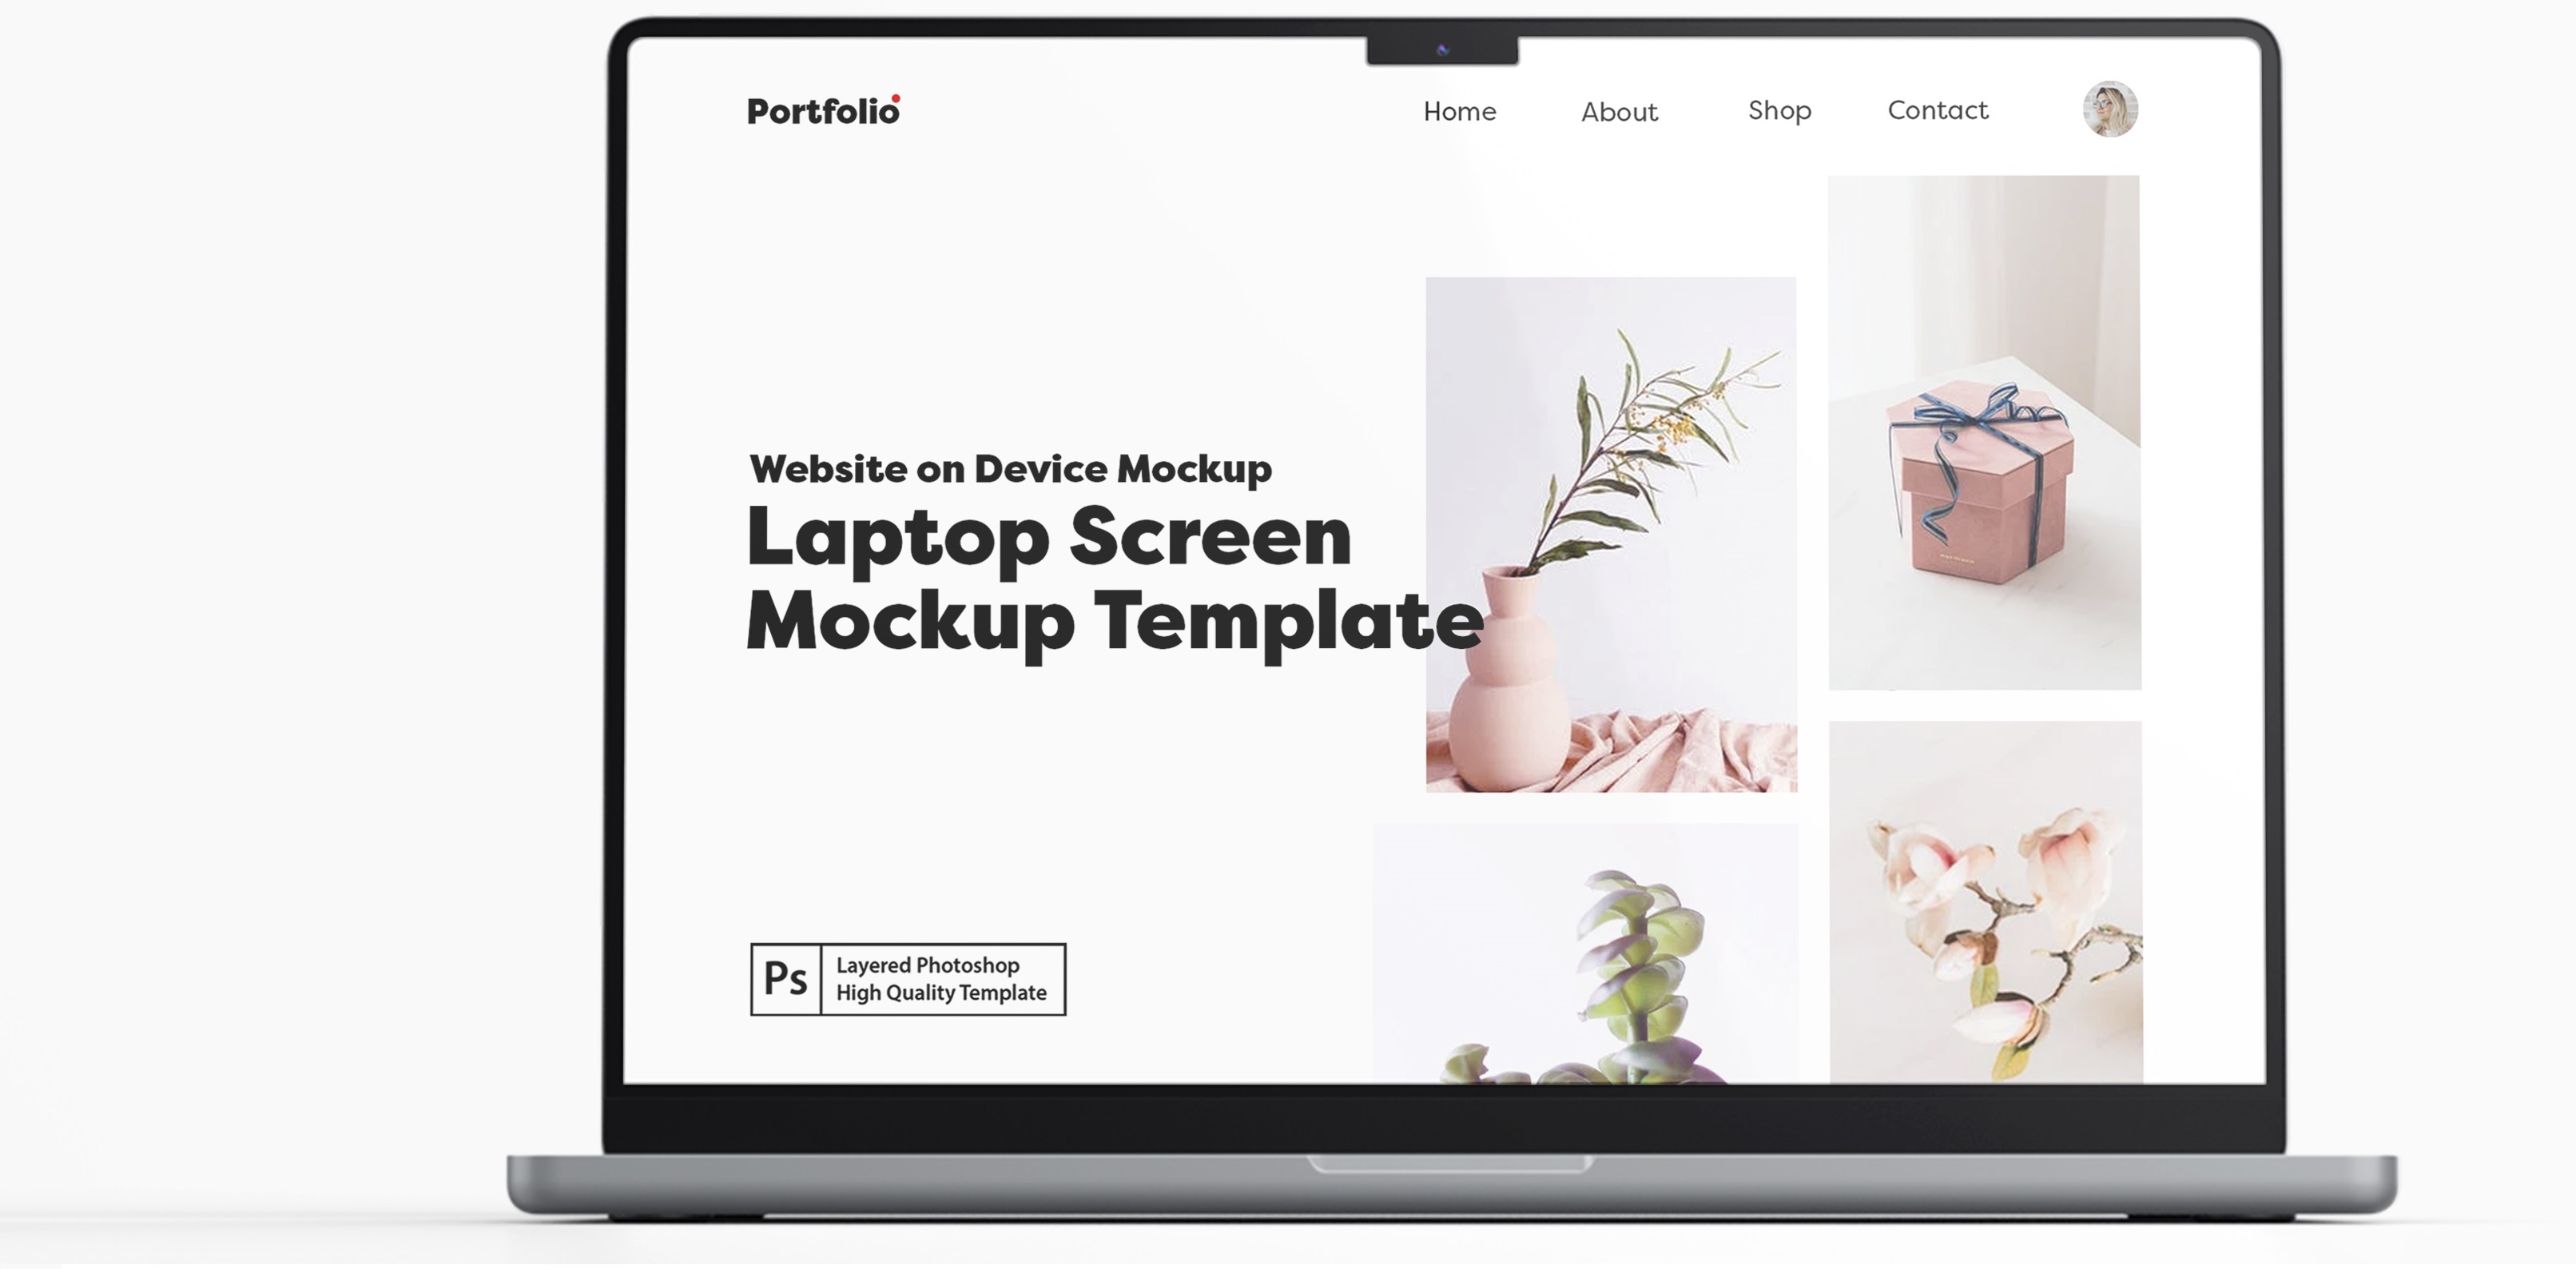 Portfolio
Home About Shop Contact
Website on Device Mockup
Laptop Screen
Mockup Template
Ps
Layered Photoshop
High Quality Template